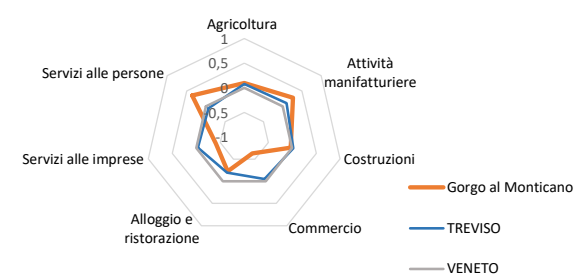 Agricoltura
1
0,5
0
0,5
-1
Attività
manifatturiere
Costruzioni
Commercio
Alloggio e
ristorazione
Servizi alle imprese
Servizi alle persone
Gorgo al Monticano
TREVISO
VENETO